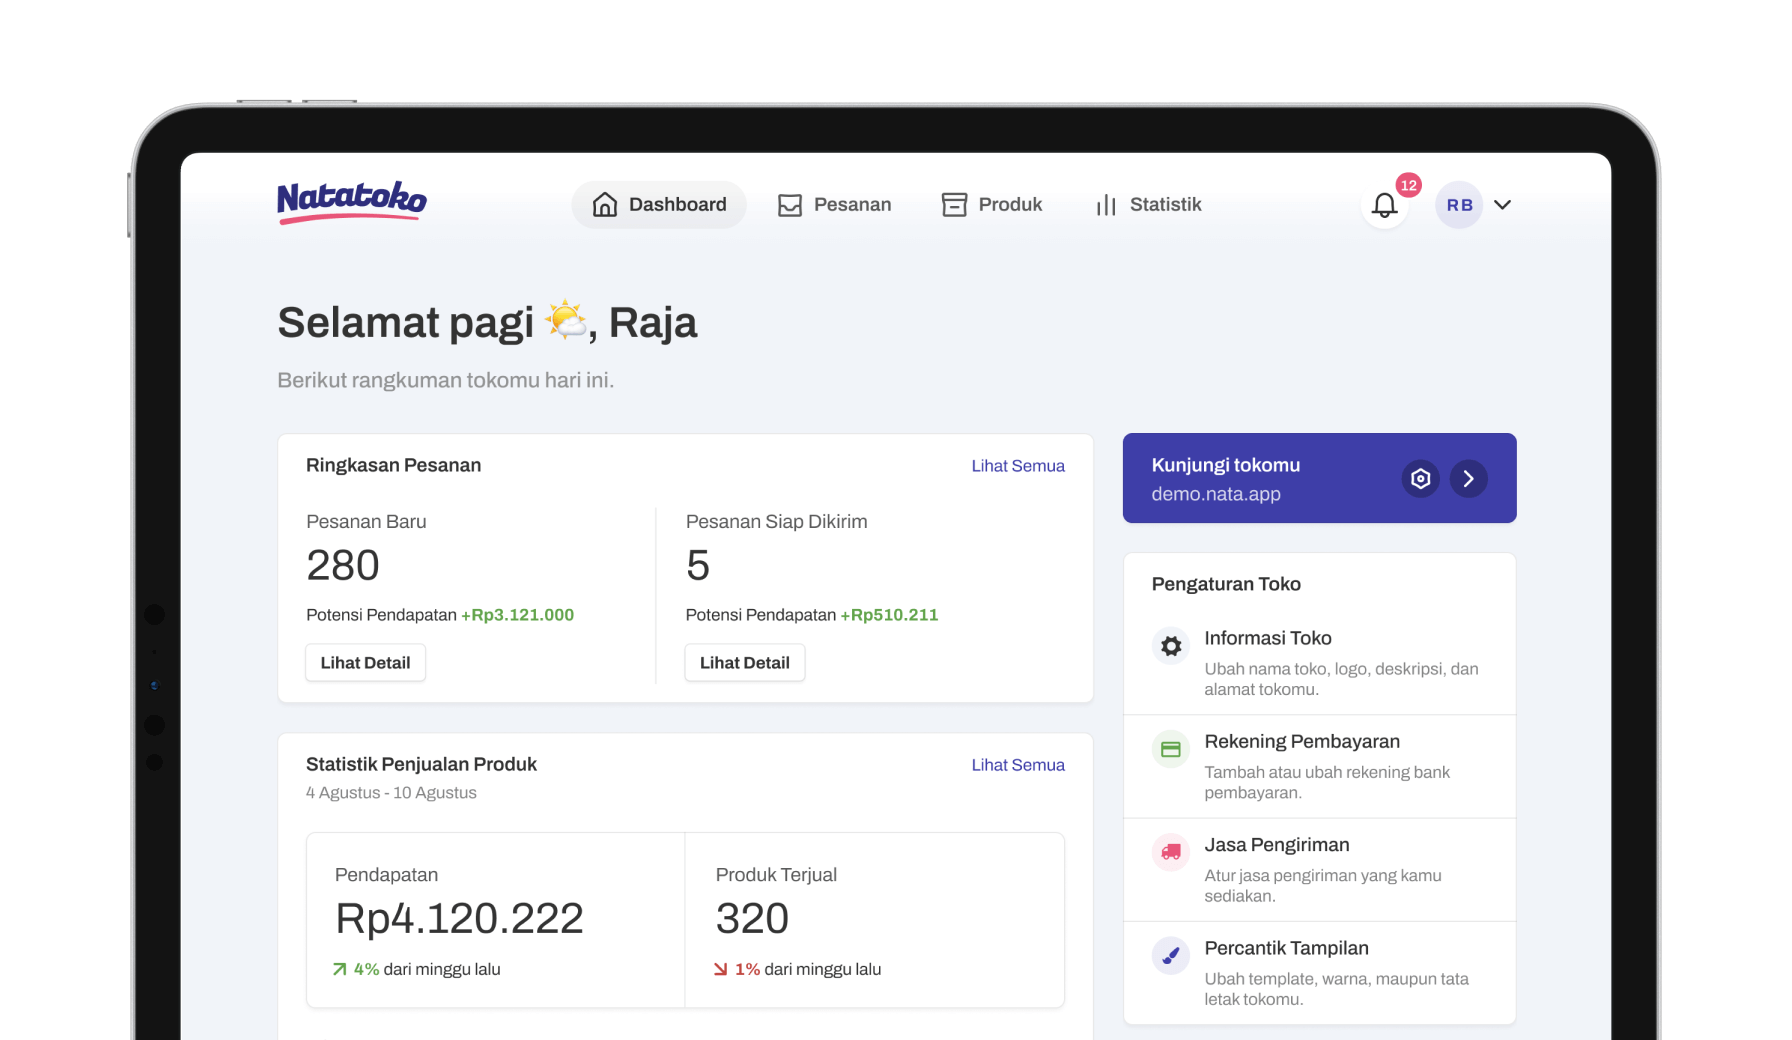 Natatoko
Dashboard
Pesanan
Produk
Statistik
12
RB
Selamat pagi 🌤️, Raja
Berikut rangkuman tokomu hari ini.
Ringkasan Pesanan
Lihat Semua
Pesanan Baru
280
Potensi Pendapatan +Rp3.121.000
Lihat Detail
Pesanan Siap Dikirim
5
Potensi Pendapatan +Rp510.211
Lihat Detail
Statistik Penjualan Produk
Lihat Semua
4 Agustus - 10 Agustus
Pendapatan
Rp4.120.222
4% dari minggu lalu
Produk Terjual
320
1% dari minggu lalu
Kunjungi tokomu
demo.nata.app
Pengaturan Toko
Informasi Toko
Ubah nama toko, logo, deskripsi, dan
alamat tokomu.
Rekening Pembayaran
Tambah atau ubah rekening bank
pembayaran.
Jasa Pengiriman
Atur jasa pengiriman yang kamu
sediakan.
Percantik Tampilan
Ubah template, warna, maupun tata
letak tokomu.